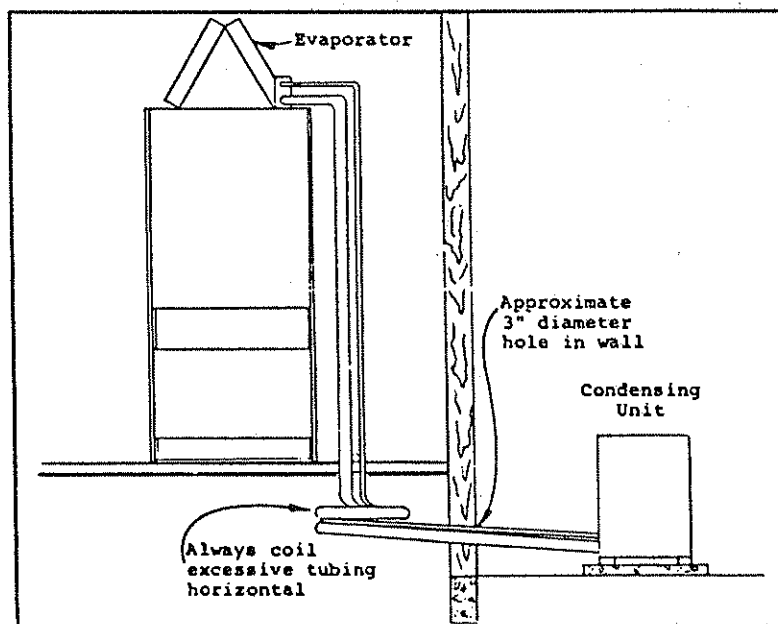 Evaporator
Approximate
3" diameter
hole in wall
Condensing
Unit
Always coil
excessive tubing
horizontal